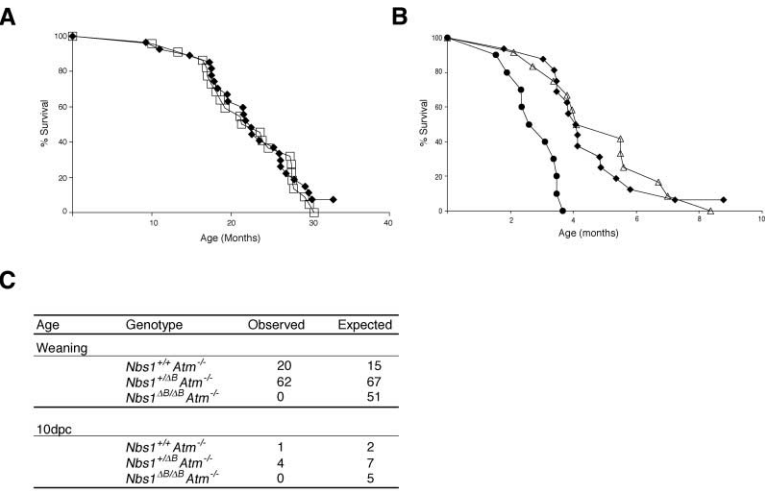 A
B
100
80
60
40
20
0
% Survival
10
20
30
40
Age (Months)
100
80
60
40
20
0
% Survival
2
4
6
8
10
Age (months)
C
Age Genotype Observed Expected
Weaning
Nbs1+/+ Atm-/- 20 15
Nbs1+/ΔB Atm-/- 62 67
Nbs1ΔB/ΔB Atm-/- 0 51
10dpc
Nbs1+/+ Atm-/- 1 2
Nbs1+/ΔB Atm-/- 4 7
Nbs1ΔB/ΔB Atm-/- 0 5